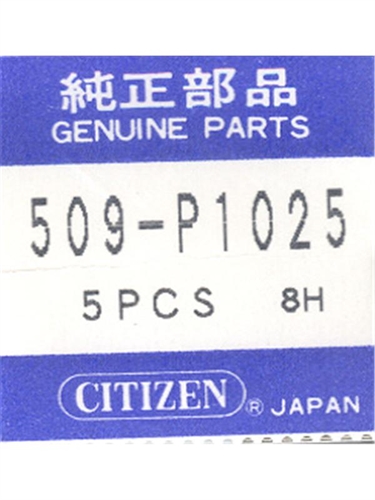 純正部品
GENUINE PARTS
509-P1025
5PCS 8H
CITIZEN ® JAPAN